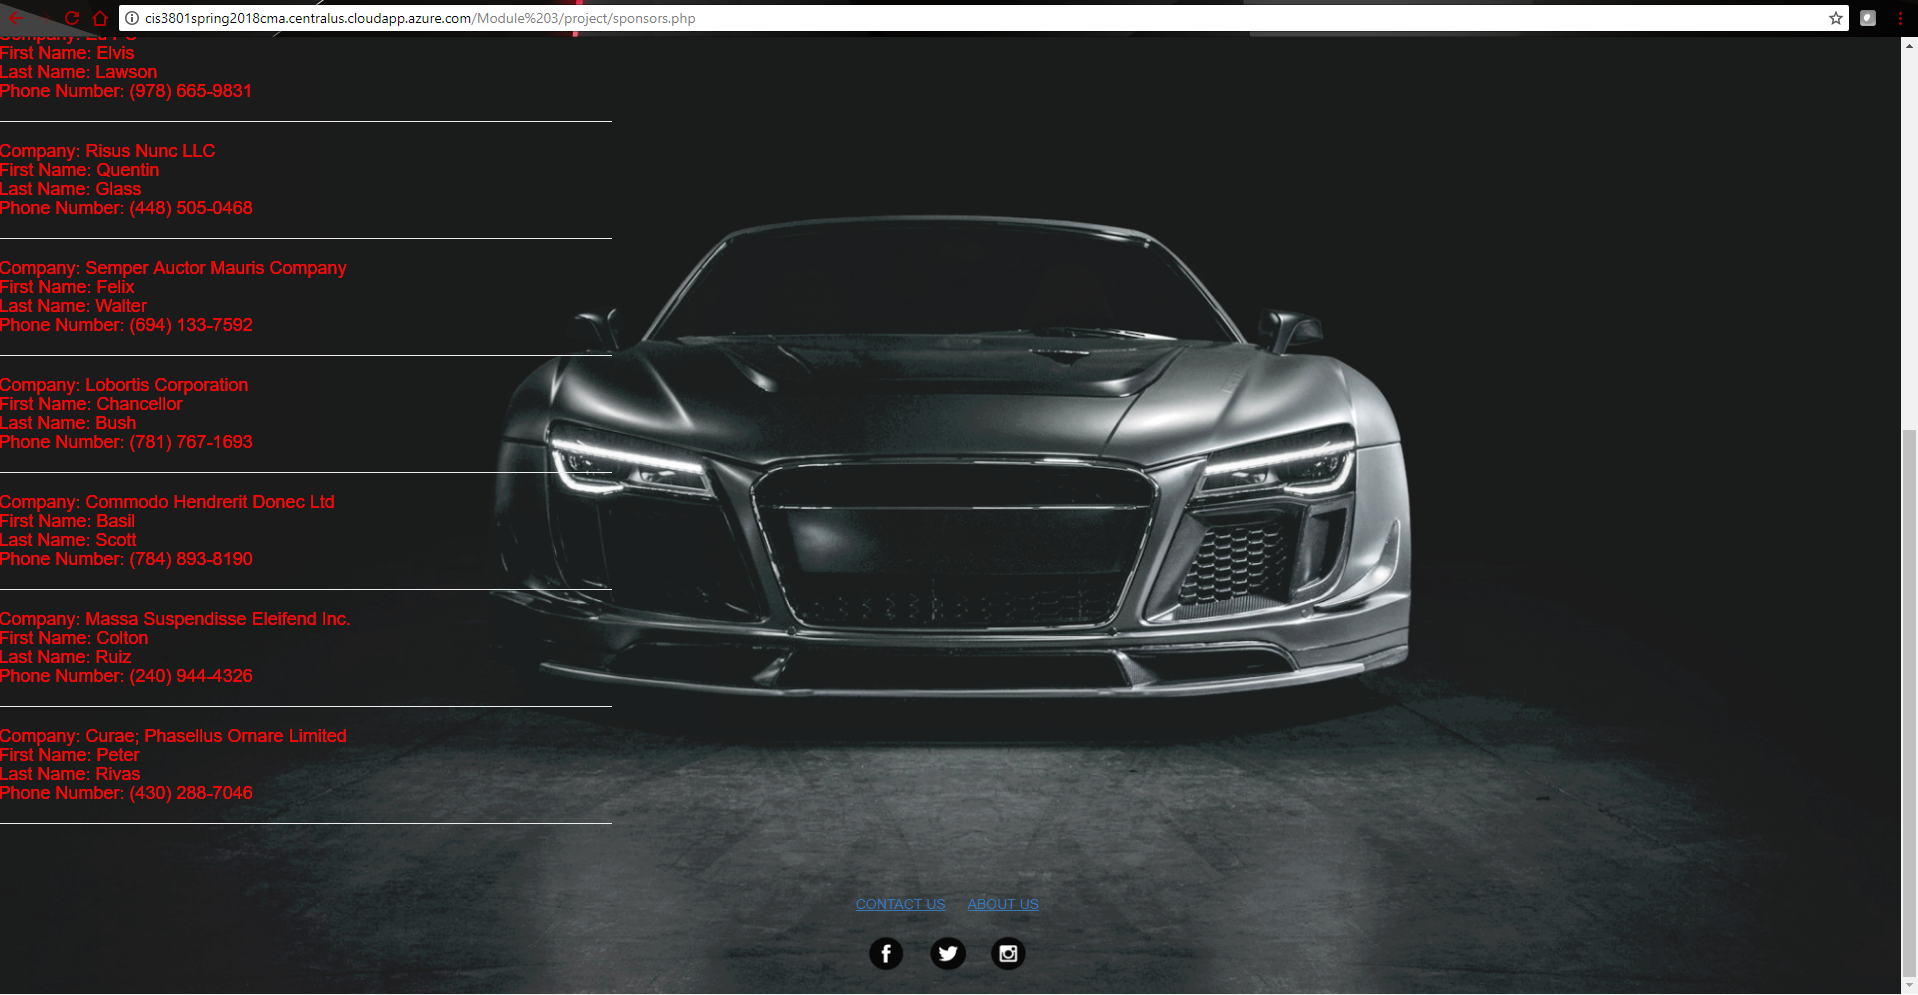 cis3801spring2018cma.centralus.cloudapp.azure.com/Module%203/project/sponsors.php
Company:
First Name: Elvis
Last Name: Lawson
Phone Number: (978) 665-9831
Company: Risus Nunc LLC
First Name: Quentin
Last Name: Glass
Phone Number: (448) 505-0468
Company: Semper Auctor Mauris Company
First Name: Felix
Last Name: Walter
Phone Number: (694) 133-7592
Company: Lobortis Corporation
First Name: Chancellor
Last Name: Bush
Phone Number: (781) 767-1693
Company: Commodo Hendrerit Donec Ltd
First Name: Basil
Last Name: Scott
Phone Number: (784) 893-8190
Company: Massa Suspendisse Eleifend Inc.
First Name: Colton
Last Name: Ruiz
Phone Number: (240) 944-4326
Company: Curae; Phasellus Ornare Limited
First Name: Peter
Last Name: Rivas
Phone Number: (430) 288-7046
CONTACT US ABOUT US